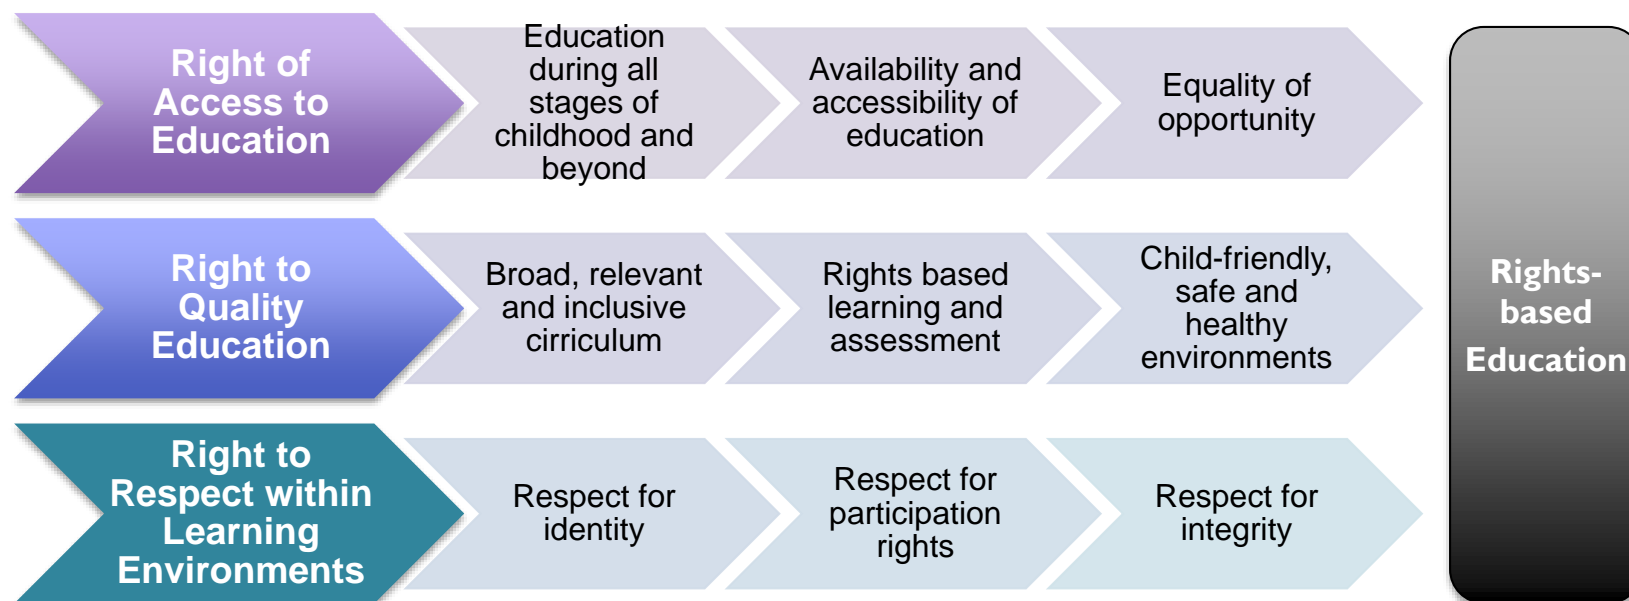 Right of
Access to
Education
Education
during all
stages of
childhood and
beyond
Availability and
accessibility of
education
Equality of
opportunity
Right to
Quality
Education
Broad, relevant
and inclusive
cirriculum
Rights based
learning and
assessment
Child-friendly,
safe and
healthy
environments
Right to
Respect within
Learning
Environments
Respect for
identity
Respect for
participation
rights
Respect for
integrity
Rights-
based
Education